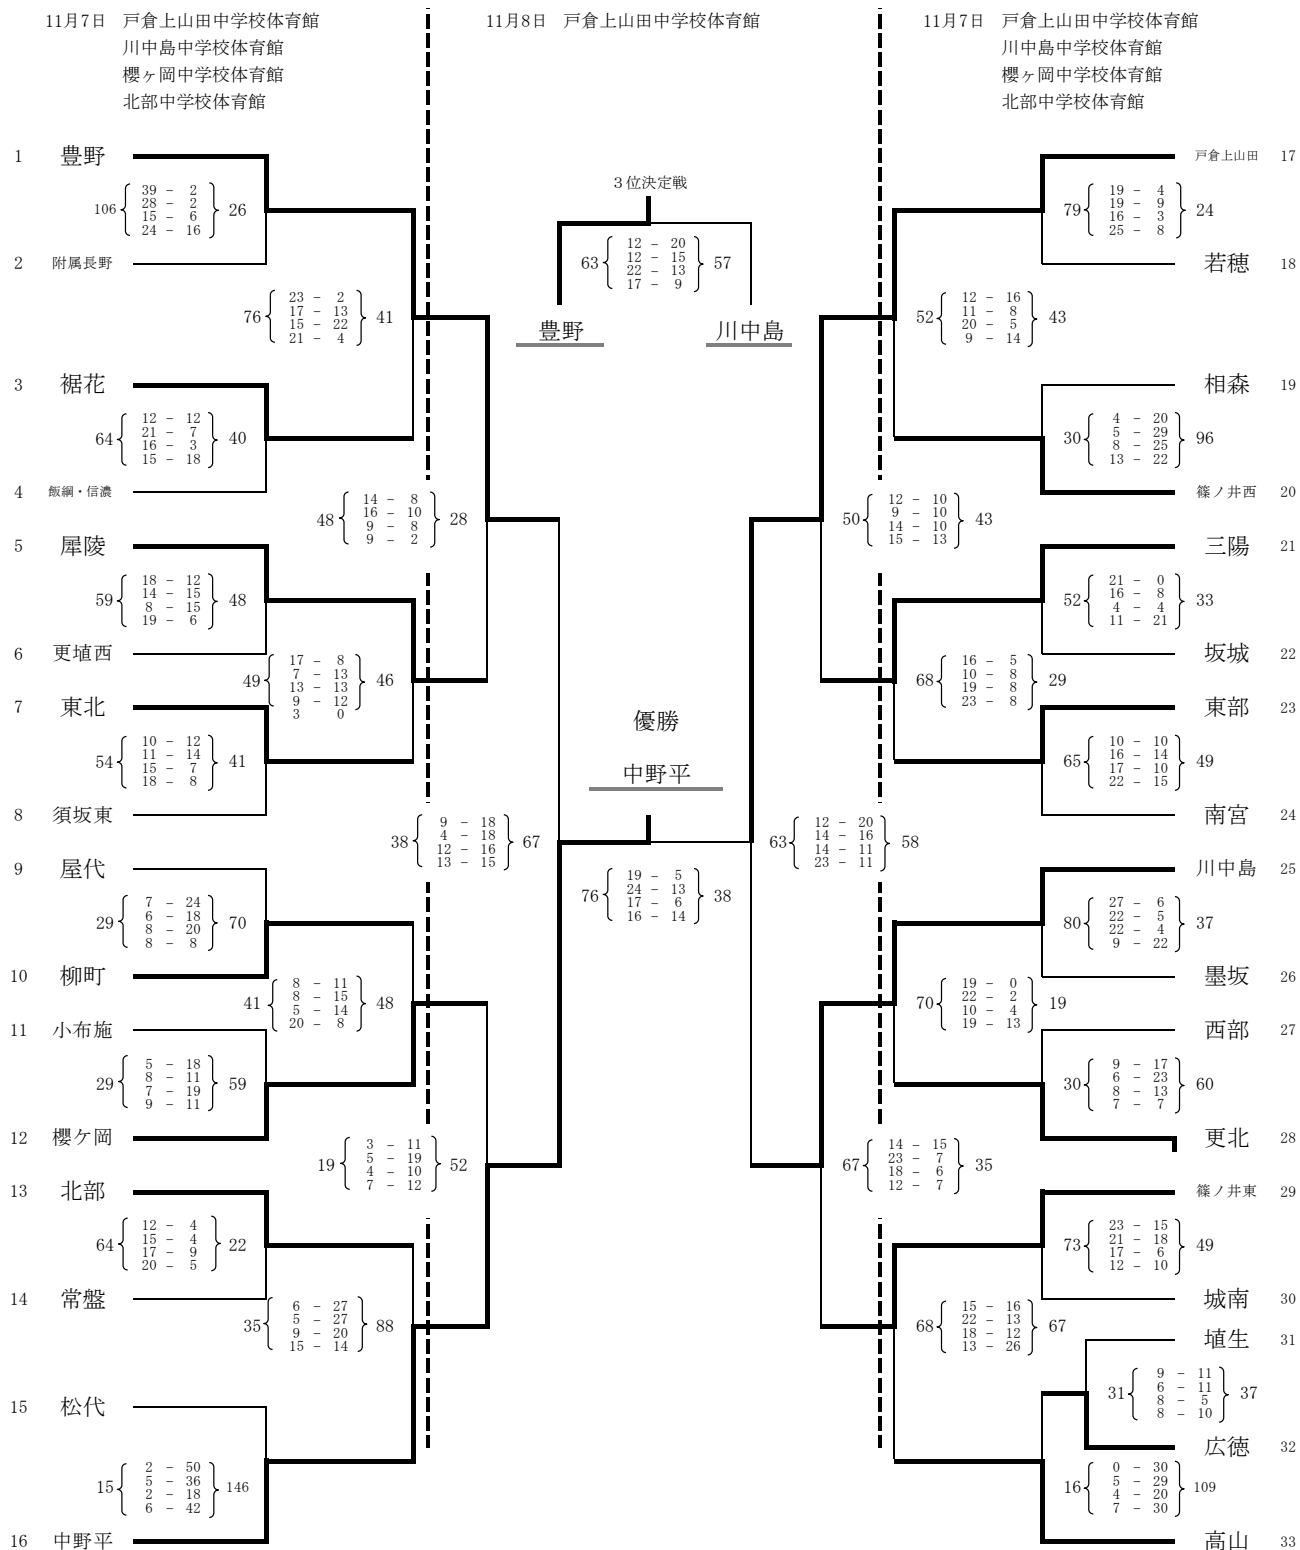 11月7日 戸倉上山田中学校体育館
川中島中学校体育館
櫻ヶ岡中学校体育館
北部中学校体育館
11月8日 戸倉上山田中学校体育館
11月7日 戸倉上山田中学校体育館
川中島中学校体育館
櫻ヶ岡中学校体育館
北部中学校体育館
1 豊野
106 39 － 2 26
28 － 2
15 － 6
24 － 16
2 附属長野
76 23 － 2 41
17 － 13
15 － 22
21 － 4
3 裾花
64 12 － 12 40
21 － 7
16 － 3
15 － 18
4 飯綱・信濃
48 14 － 8 28
16 － 10
9 － 8
9 － 2
5 犀陵
59 18 － 12 48
14 － 15
8 － 15
19 － 6
6 更埴西
49 17 － 8 46
7 － 13
13 － 13
9 － 12
3 0
7 東北
54 10 － 12 41
11 － 14
15 － 7
18 － 8
8 須坂東
38 9 － 18 67
4 － 18
12 － 16
13 － 15
9 屋代
29 7 － 24 70
6 － 18
8 － 20
8 － 8
10 柳町
41 8 － 11 48
8 － 15
5 － 14
20 － 8
11 小布施
29 5 － 18 59
8 － 11
7 － 19
9 － 11
12 櫻ケ岡
19 3 － 11 52
5 － 19
4 － 10
7 － 12
13 北部
64 12 － 4 22
15 － 4
17 － 9
20 － 5
14 常盤
35 6 － 27 88
5 － 27
9 － 20
15 － 14
15 松代
15 2 － 50 146
5 － 36
2 － 18
6 － 42
16 中野平
３位決定戦
63 12 － 20 57
12 － 15
22 － 13
17 － 9
豊野 川中島
優勝
中野平
76 19 － 5 38
24 － 13
17 － 6
16 － 14
戸倉上山田 17
79 19 － 4 24
19 － 9
16 － 3
25 － 8
若穂 18
52 12 － 16 43
11 － 8
20 － 5
9 － 14
相森 19
30 4 － 20 96
5 － 29
8 － 25
13 － 22
篠ノ井西 20
50 12 － 10 43
9 － 10
14 － 10
15 － 13
三陽 21
52 21 － 0 33
16 － 8
4 － 4
11 － 21
坂城 22
68 16 － 5 29
10 － 8
19 － 8
23 － 8
東部 23
65 10 － 10 49
16 － 14
17 － 10
22 － 15
南宮 24
63 12 － 20 58
14 － 16
14 － 11
23 － 11
川中島 25
80 27 － 6 37
22 － 5
22 － 4
9 － 22
墨坂 26
70 19 － 0 19
22 － 2
10 － 4
19 － 13
西部 27
30 9 － 17 60
6 － 23
8 － 13
7 － 7
更北 28
67 14 － 15 35
23 － 7
18 － 6
12 － 7
篠ノ井東 29
73 23 － 15 49
21 － 18
17 － 6
12 － 10
城南 30
68 15 － 16 67
22 － 13
18 － 12
13 － 26
埴生 31
31 9 － 11 37
6 － 11
8 － 5
8 － 10
広徳 32
16 0 － 30 109
5 － 29
4 － 20
7 － 30
高山 33